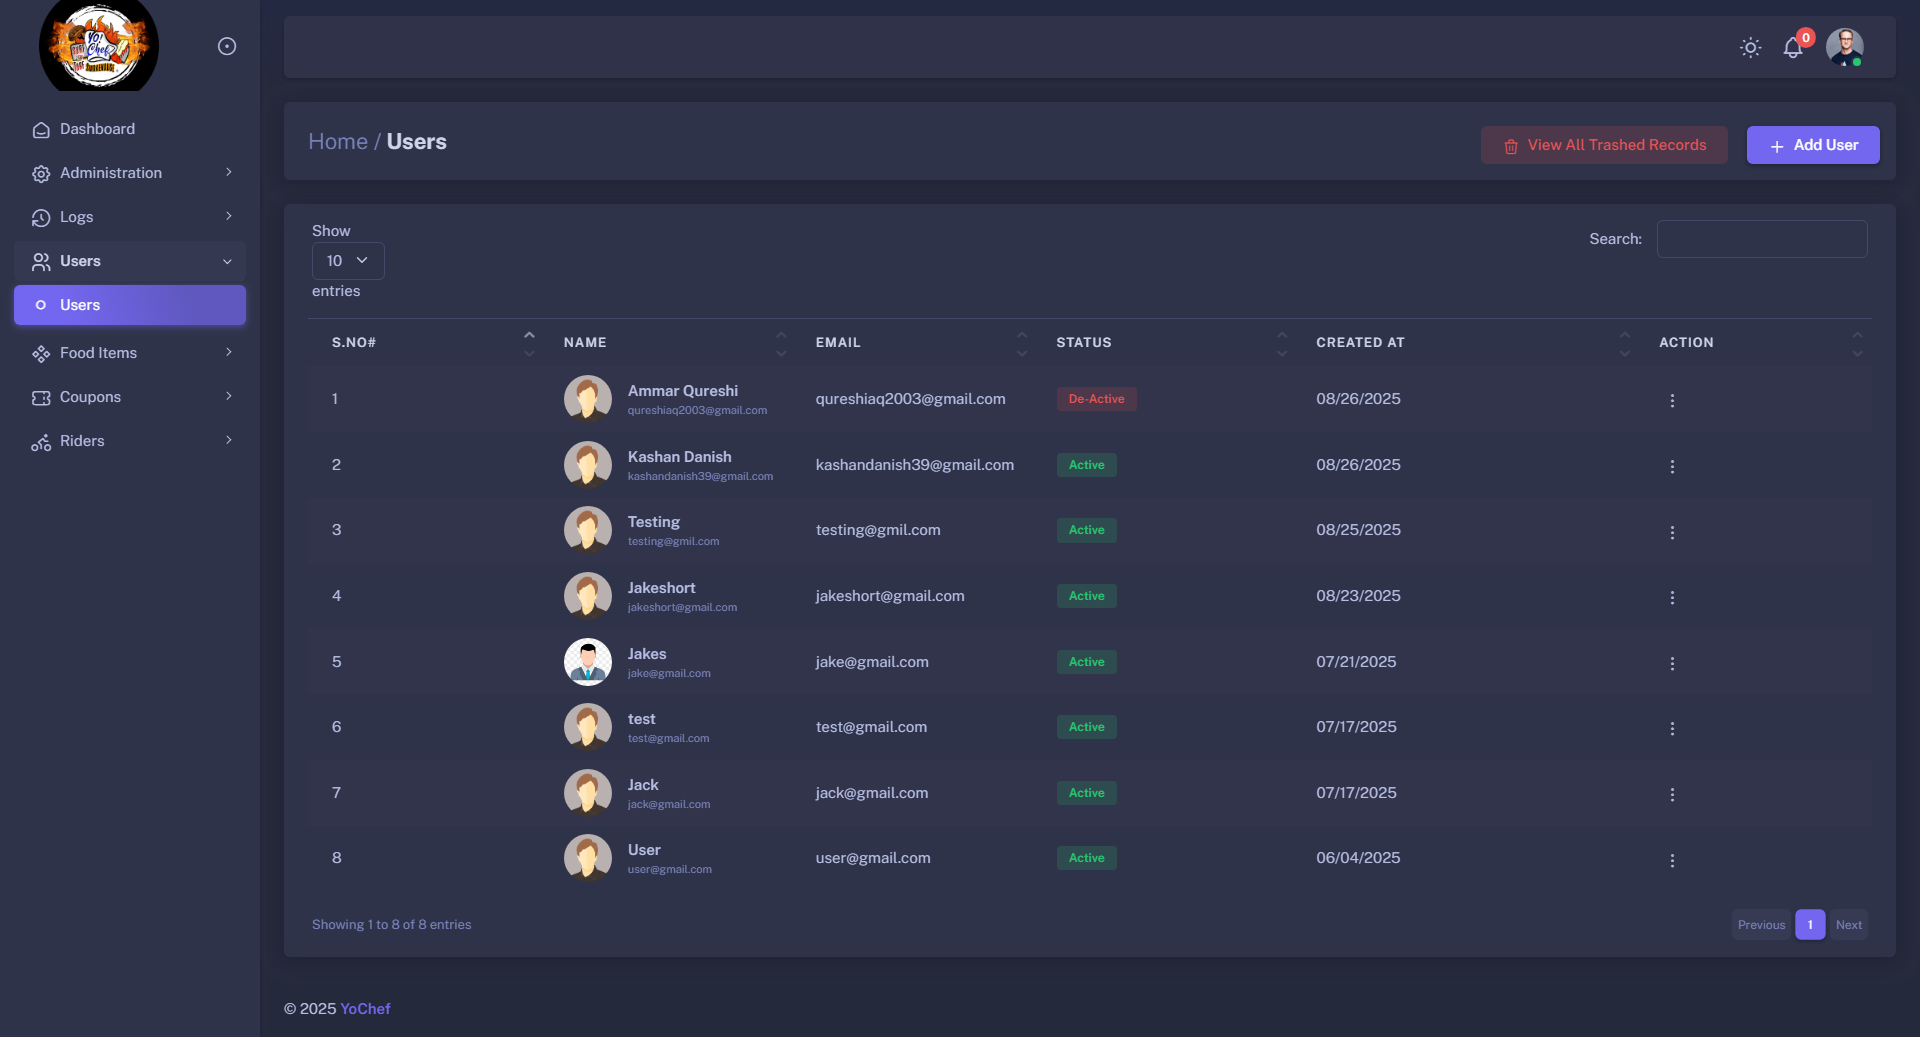 Yo!
Chef
SMOKEHOUSE
0
Dashboard
Administration
Logs
Users
Users
Food Items
Coupons
Riders
Home / Users
View All Trashed Records
Add User
Show
10
entries
Search:
S.NO# NAME EMAIL STATUS CREATED AT ACTION
1 Ammar Qureshi qureshiaq2003@gmail.com De-Active 08/26/2025
qureshiaq2003@gmail.com
2 Kashan Danish kashandanish39@gmail.com Active 08/26/2025
kashandanish39@gmail.com
3 Testing testing@gmil.com Active 08/25/2025
testing@gmil.com
4 Jakeshort jakeshort@gmail.com Active 08/23/2025
jakeshort@gmail.com
5 Jakes jake@gmail.com Active 07/21/2025
jake@gmail.com
6 test test@gmail.com Active 07/17/2025
test@gmail.com
7 Jack jack@gmail.com Active 07/17/2025
jack@gmail.com
8 User user@gmail.com Active 06/04/2025
user@gmail.com
Showing 1 to 8 of 8 entries
Previous 1 Next
© 2025 YoChef